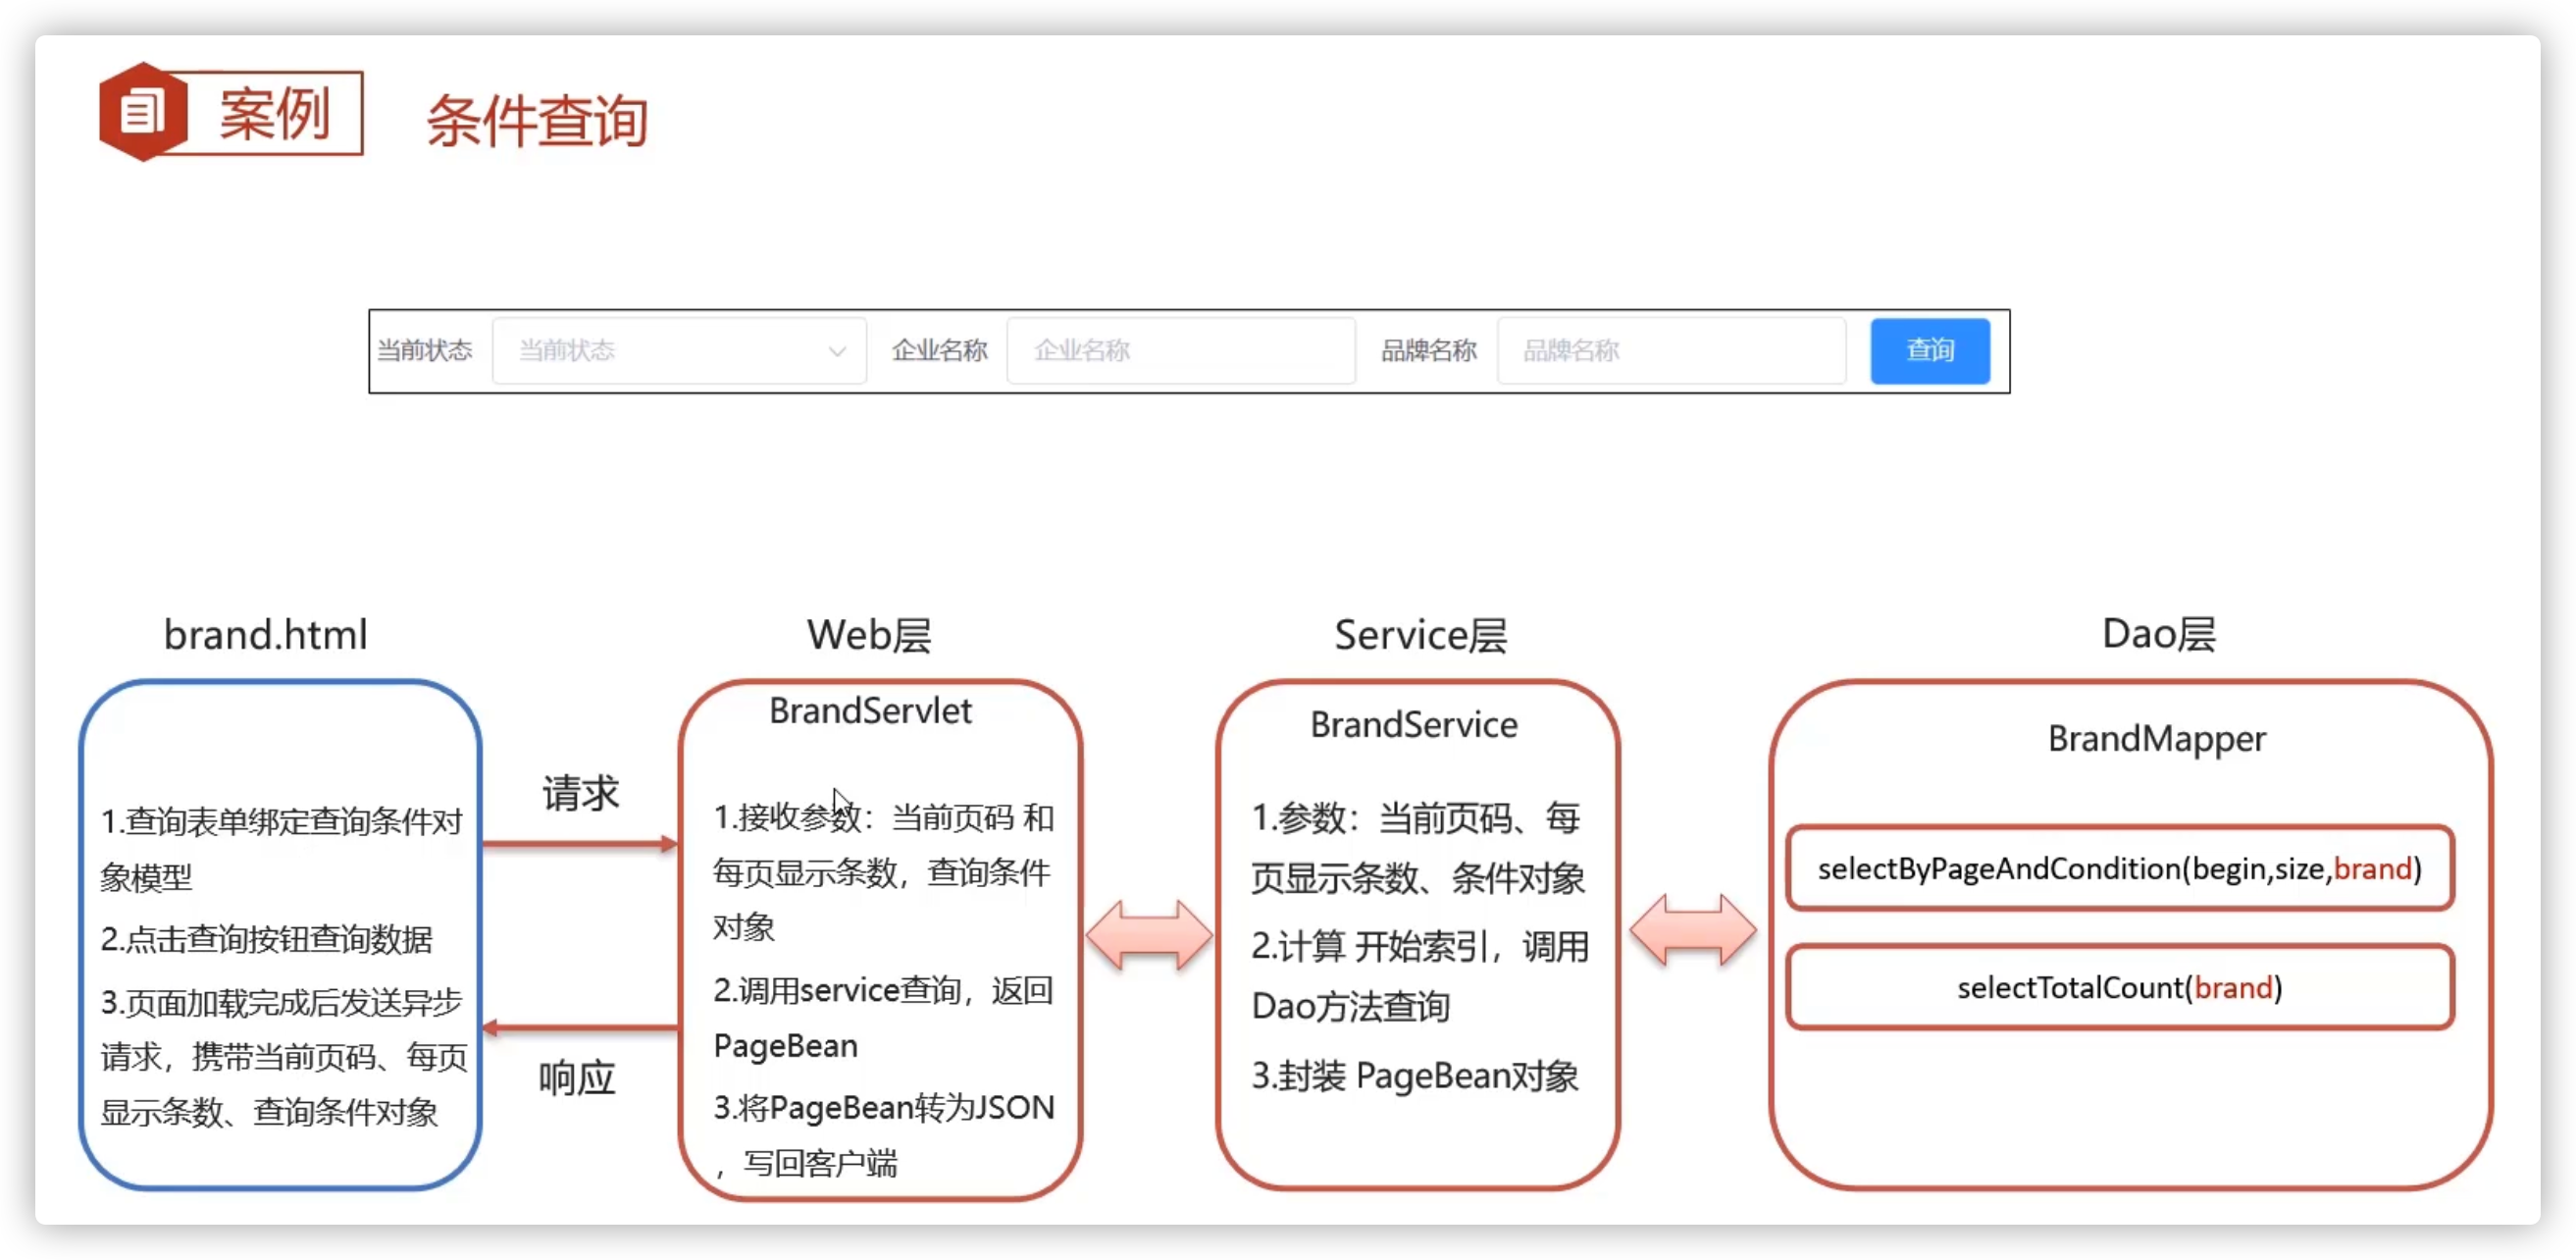 案例
条件查询
当前状态 当前状态 企业名称 企业名称 品牌名称 品牌名称 查询
brand.html
1.查询表单绑定查询条件对
象模型
2.点击查询按钮查询数据
3.页面加载完成后发送异步
请求，携带当前页码、每页
显示条数、查询条件对象
请求
响应
Web层
BrandServlet
1.接收参数：当前页码 和
每页显示条数，查询条件
对象
2.调用service查询，返回
PageBean
3.将PageBean转为JSON
，写回客户端
Service层
BrandService
1.参数：当前页码、每
页显示条数、条件对象
2.计算 开始索引，调用
Dao方法查询
3.封装 PageBean对象
Dao层
BrandMapper
selectByPageAndCondition(begin,size,brand)
selectTotalCount(brand)